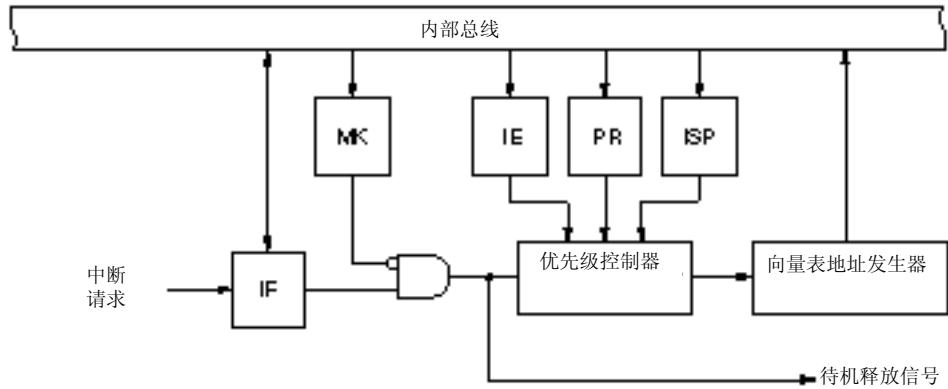 内部总线
MK
IE
PR
ISP
优先级控制器
向量表地址发生器
中断
请求
IF
待机释放信号